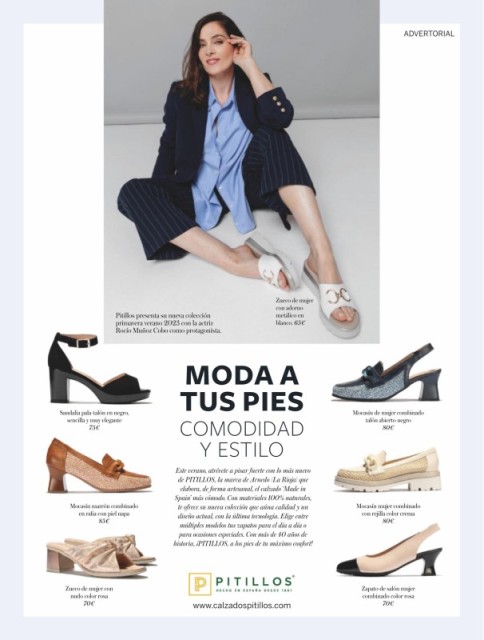 ADVERTORIAL
Pitillos presenta su nueva colección
primavera verano 2023 con la actriz
Rocío Muñoz Cobo como protagonista.
Zueco de mujer
con adorno
metálico en
blanco. 65€
Sandalia pala talón en negro,
sencilla y muy elegante
75€
MODA A
TUS PIES
COMODIDAD
Y ESTILO
Mocasín de mujer combinado
talón abierto negro
80€
Mocasín marrón combinado
en rafia con piel napa
85€
Este verano, atrévete a pisar fuerte con lo más nuevo
de PITILLOS, la marca de Arnedo (La Rioja) que
elabora, de forma artesanal, el calzado 'Made in
Spain' más cómodo. Con materiales 100% naturales,
te ofrece su nueva colección que aúna calidad y un
diseño actual, con la última tecnología. Elige entre
múltiples modelos tus zapatos para el día a día o
para ocasiones especiales. Con más de 40 años de
historia, ¡PITILLOS, a los pies de tu máximo confort!
Mocasín mujer combinado
con rejilla color crema
80€
Zueco de mujer con
nudo color rosa
70€
PITILLOS
MADE EN ESPAÑA DESDE 1981
www.calzadospitillos.com
Zapato de salón mujer
combinado color rosa
70€